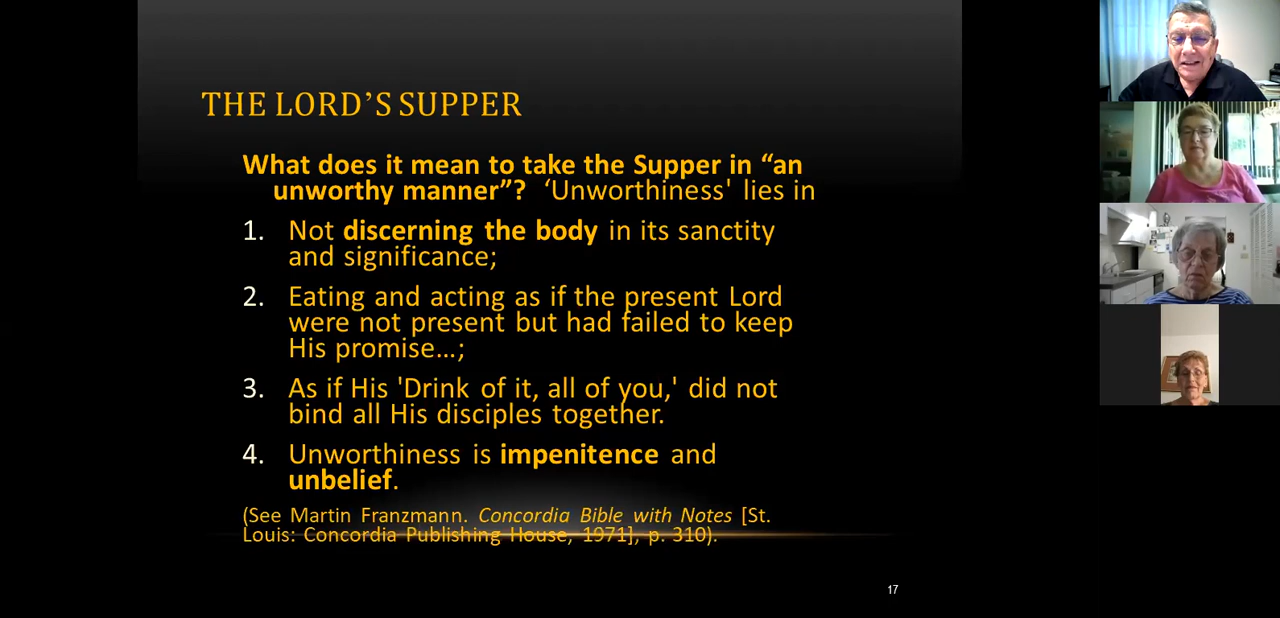 THE LORD’S SUPPER
What does it mean to take the Supper in “an
unworthy manner”? ‘Unworthiness' lies in
1. Not discerning the body in its sanctity
and significance;
2. Eating and acting as if the present Lord
were not present but had failed to keep
His promise…;
3. As if His 'Drink of it, all of you,' did not
bind all His disciples together.
4. Unworthiness is impenitence and
unbelief.
(See Martin Franzmann. Concordia Bible with Notes [St.
Louis: Concordia Publishing House, 1971], p. 310).
17